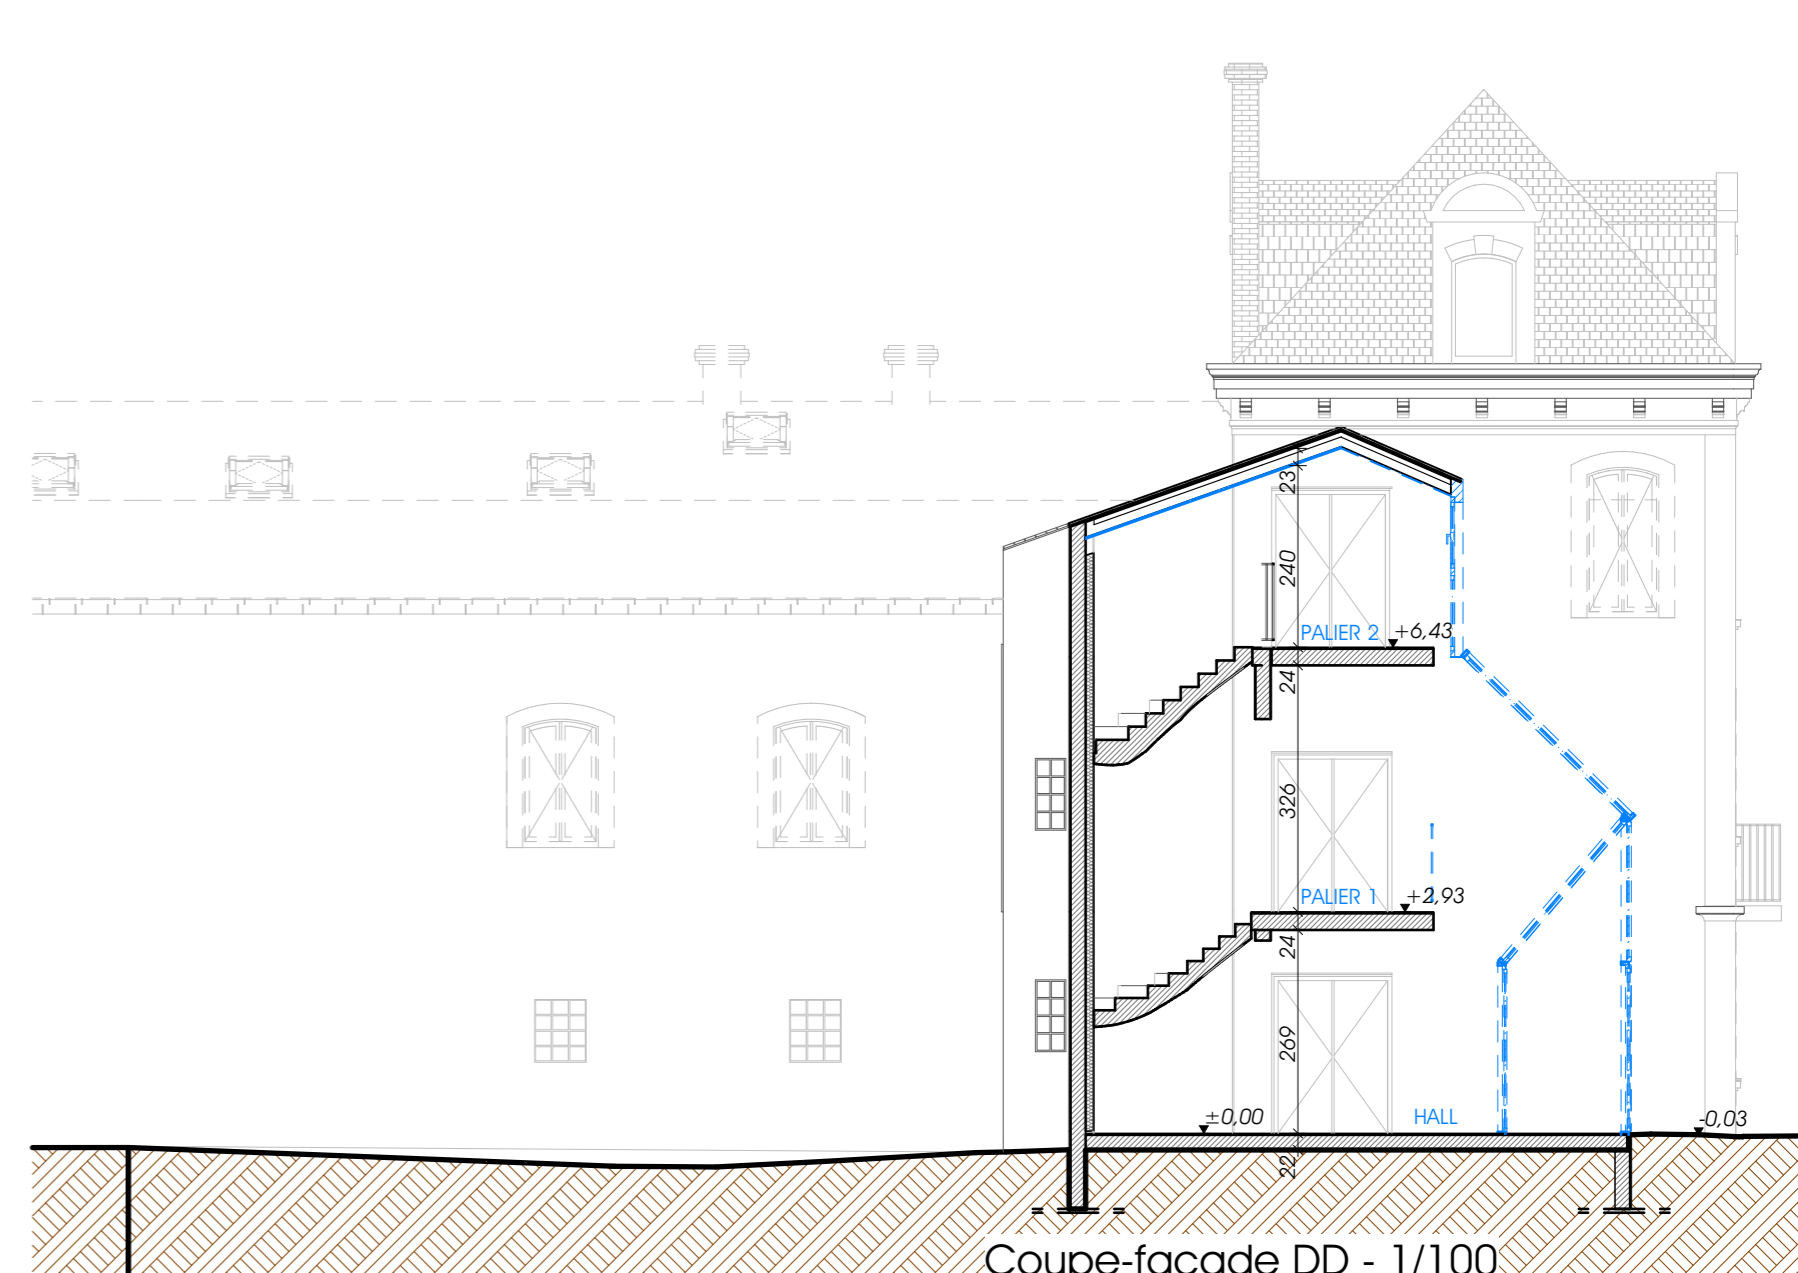 23
240
PALIER 2 +6,43
24
326
PALIER 1 +2,93
24
269
±0,00 HALL -0,03
22
Coupe-façade DD - 1/100